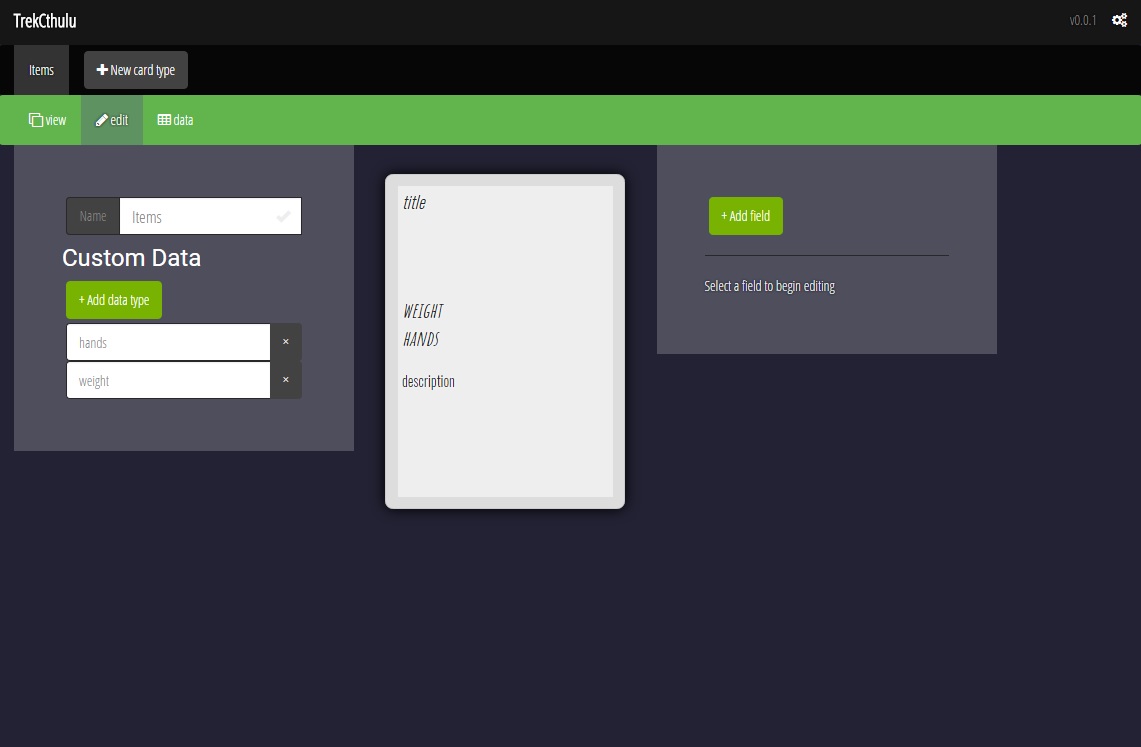 TrekCthulu
v0.0.1
Items
New card type
view
edit
data
Name
Items
Custom Data
+ Add data type
hands
×
weight
×
title
WEIGHT
HANDS
description
+ Add field
Select a field to begin editing